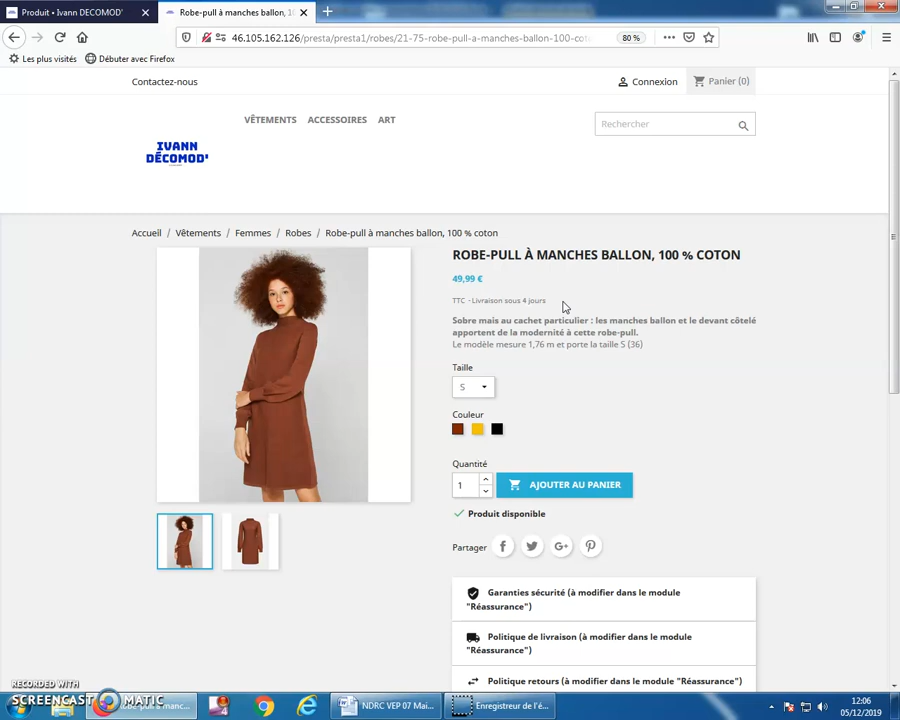 Produit • Ivann DECOMOD'
Robe-pull à manches ballon, 1
46.105.162.126/presta/presta1/robes/21-75-robe-pull-a-manches-ballon-100-cot
80 %
Les plus visités
Débuter avec Firefox
Contactez-nous
Connexion
Panier (0)
VÊTEMENTS
ACCESSOIRES
ART
Rechercher
IVANN
DÉCOMOD'
Accueil / Vêtements / Femmes / Robes / Robe-pull à manches ballon, 100 % coton
ROBE-PULL À MANCHES BALLON, 100 % COTON
49,99 €
TTC - Livraison sous 4 jours
Sobre mais au cachet particulier : les manches ballon et le devant côtelé
apportent de la modernité à cette robe-pull.
Le modèle mesure 1,76 m et porte la taille S (36)
Taille
S
Couleur
Quantité
1
AJOUTER AU PANIER
Produit disponible
Partager
Garanties sécurité (à modifier dans le module
"Réassurance")
Politique de livraison (à modifier dans le module
"Réassurance")
Politique retours (à modifier dans le module "Réassurance")
RECORDED WITH
SCREENCAST MATIC
NDRC VEP 07 Mai...
Enregistreur de l'é...
12:06
05/12/2019